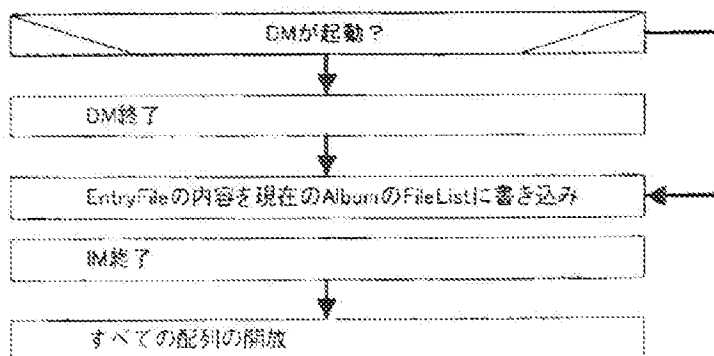 DMが起動？
DM終了
EntryFileの内容を現在のAlbumのFileListに書き込み
IM終了
すべての配列の開放